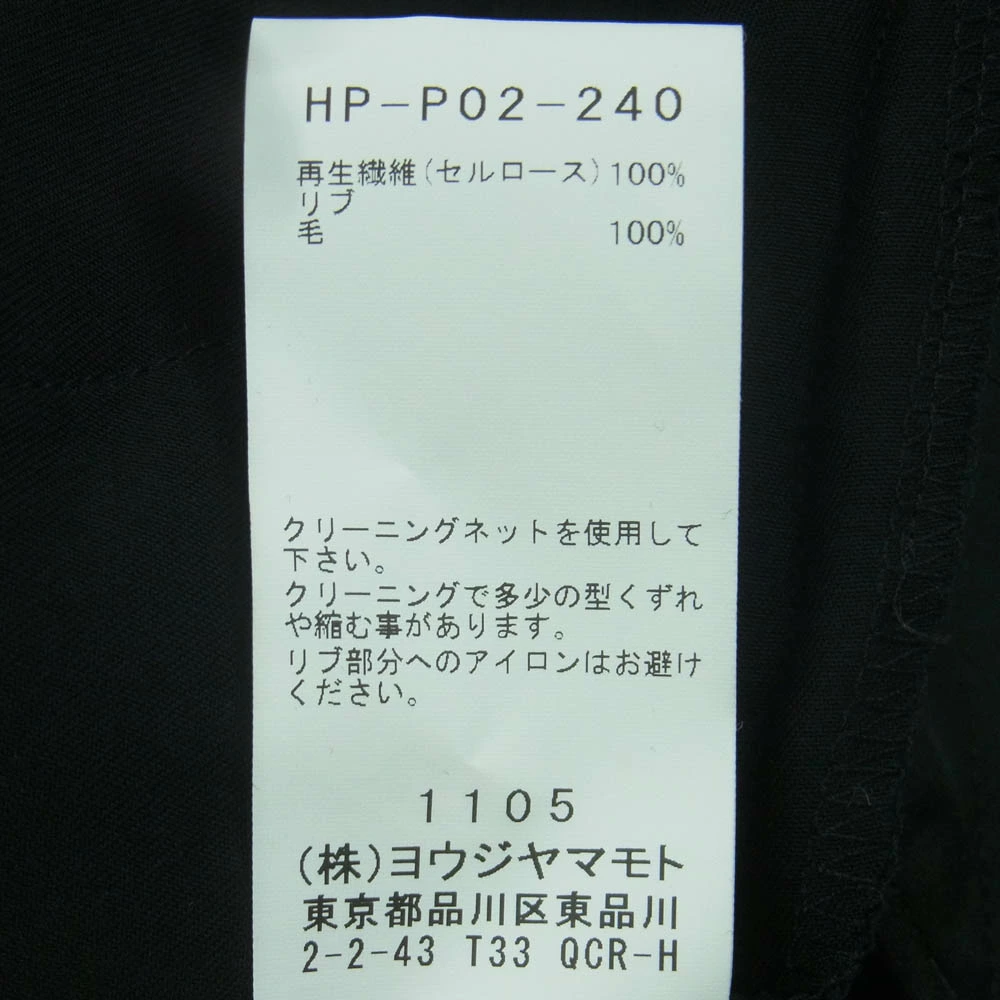 HP-P02-240
再生繊維(セルロース)100%
リブ
毛 100%
クリーニングネットを使用して
下さい。
クリーニングで多少の型くずれ
や縮む事があります。
リブ部分へのアイロンはお避け
ください。
1105
(株)ヨウジヤマモト
東京都品川区東品川
2-2-43 T33 QCR-H